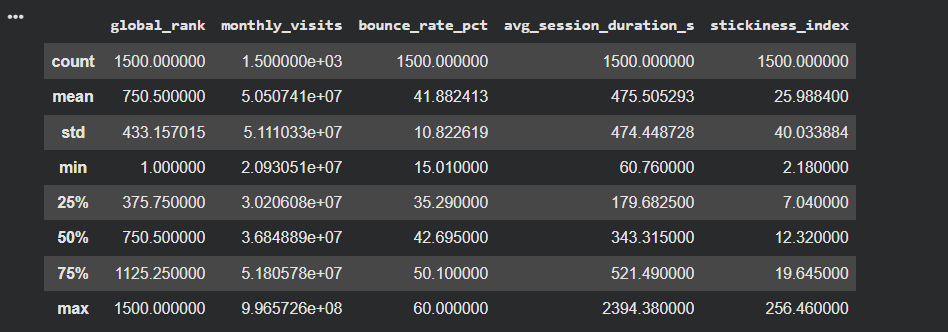 •••
global_rank monthly_visits bounce_rate_pct avg_session_duration_s stickiness_index
count 1500.000000 1.500000e+03 1500.000000 1500.000000 1500.000000
mean 750.500000 5.050741e+07 41.882413 475.505293 25.988400
std 433.157015 5.111033e+07 10.822619 474.448728 40.033884
min 1.000000 2.093051e+07 15.010000 60.760000 2.180000
25% 375.750000 3.020608e+07 35.290000 179.682500 7.040000
50% 750.500000 3.684889e+07 42.695000 343.315000 12.320000
75% 1125.250000 5.180578e+07 50.100000 521.490000 19.645000
max 1500.000000 9.965726e+08 60.000000 2394.380000 256.460000